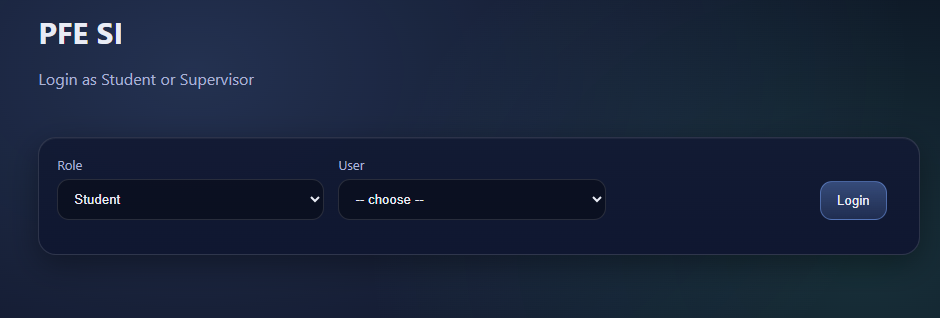 PFE SI
Login as Student or Supervisor
Role
User
Student
-- choose --
Login